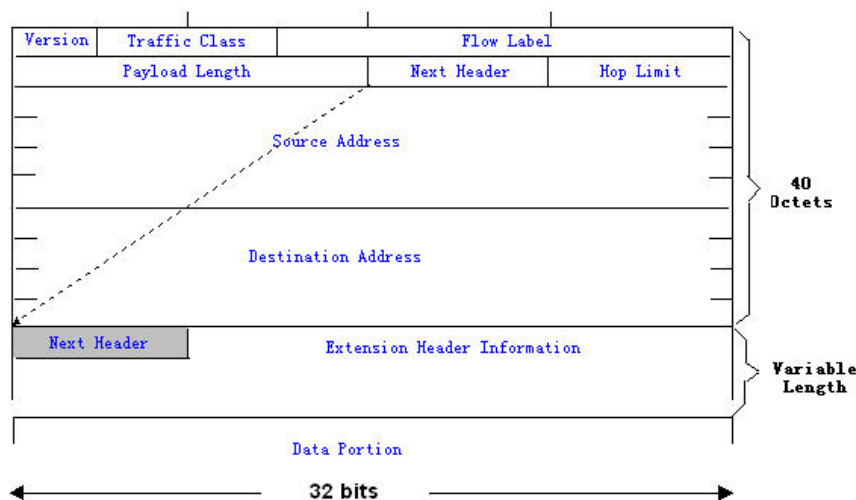 Version Traffic Class Flow Label
Payload Length Next Header Hop Limit
Source Address
40
Octets
Destination Address
Next Header Extension Header Information
Variable
Length
Data Portion
32 bits